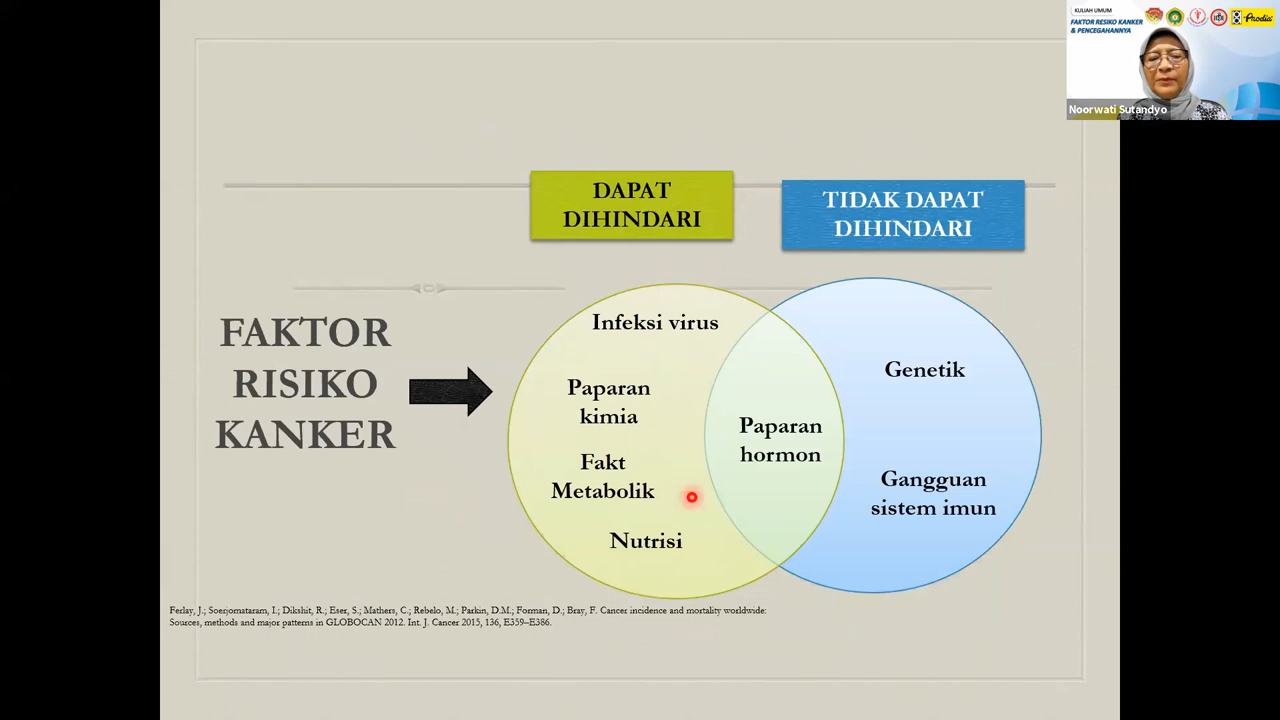 KULIAH UMUM
FAKTOR RESIKO KANKER
& PENCEGAHANNYA
Prodia
Noorwati Sutandyo
DAPAT
DIHINDARI
TIDAK DAPAT
DIHINDARI
FAKTOR
RISIKO
KANKER
Infeksi virus
Paparan
kimia
Fakt
Metabolik
Nutrisi
Paparan
hormon
Genetik
Gangguan
sistem imun
Ferlay, J.; Soerjomataram, I.; Dikshit, R.; Eser, S.; Mathers, C.; Rebelo, M.; Parkin, D.M.; Forman, D.; Bray, F. Cancer incidence and mortality worldwide:
Sources, methods and major patterns in GLOBOCAN 2012. Int. J. Cancer 2015, 136, E359–E386.